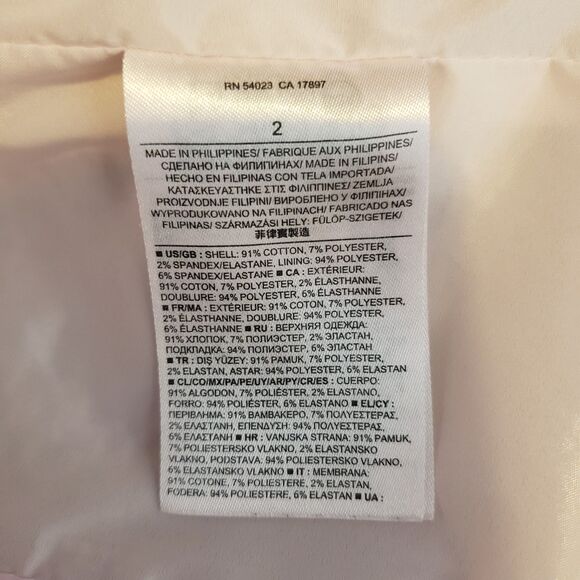 RN 54023 CA 17897
2
MADE IN PHILIPPINES/ FABRIQUE AUX PHILIPPINES/
СДЕЛАНО НА ФИЛИПИНАХ/ MADE IN FILIPINS/
HECHO EN FILIPINAS CON TELA IMPORTADA/
ΚΑΤΑΣΚΕΥΑΣΤΗΚΕ ΣΤΙΣ ΦΙΛΙΠΠΙΝΕΣ/ ZEMLJA
PROIZVODNJE FILIPINI/ ВИРОБЛЕНО У ФІЛІПІНАХ/
WYPRODUKOWANO NA FILIPINACH/ FABRICADO NAS
FILIPINAS/ SZÁRMAZÁSI HELY: FÜLÖP-SZIGETEK/
菲律賓製造
■ US/GB : SHELL: 91% COTTON, 7% POLYESTER,
2% SPANDEX/ELASTANE, LINING: 94% POLYESTER,
6% SPANDEX/ELASTANE ■ CA : EXTÉRIEUR:
91% COTON, 7% POLYESTER, 2% ÉLASTHANNE,
DOUBLURE: 94% POLYESTER, 6% ÉLASTHANNE
■ FR/MA : EXTÉRIEUR: 91% COTON, 7% POLYESTER,
2% ÉLASTHANNE, DOUBLURE: 94% POLYESTER,
6% ÉLASTHANNE ■ RU : ВЕРХНЯЯ ОДЕЖДА:
91% ХЛОПОК, 7% ПОЛИЭСТЕР, 2% ЭЛАСТАН,
ПОДКЛАДКА: 94% ПОЛИЭСТЕР, 6% ЭЛАСТАН
■ TR : DIŞ YÜZEY: 91% PAMUK, 7% POLYESTER,
2% ELASTAN, ASTAR: 94% POLYESTER, 6% ELASTAN
■ CL/CO/MX/PA/PE/UY/AR/PY/CR/ES : CUERPO:
91% ALGODON, 7% POLIÉSTER, 2% ELASTANO,
FORRO: 94% POLIÉSTER, 6% ELASTANO ■ EL/CY :
ΠΕΡΙΒΛΗΜΑ: 91% ΒΑΜΒΑΚΕΡΟ, 7% ΠΟΛΥΕΣΤΕΡΑΣ,
2% ΕΛΑΣΤΑΝΗ, ΕΠΕΝΔΥΣΗ: 94% ΠΟΛΥΕΣΤΕΡΑΣ,
6% ΕΛΑΣΤΑΝΗ ■ HR : VANJSKA STRANA: 91% PAMUK,
7% POLIESTERSKO VLAKNO, 2% ELASTANSKO
VLAKNO, PODSTAVA: 94% POLIESTERSKO VLAKNO,
6% ELASTANSKO VLAKNO ■ IT : MEMBRANA:
91% COTONE, 7% POLIESTERE, 2% ELASTAN,
FODERA: 94% POLIESTERE, 6% ELASTAN ■ UA :